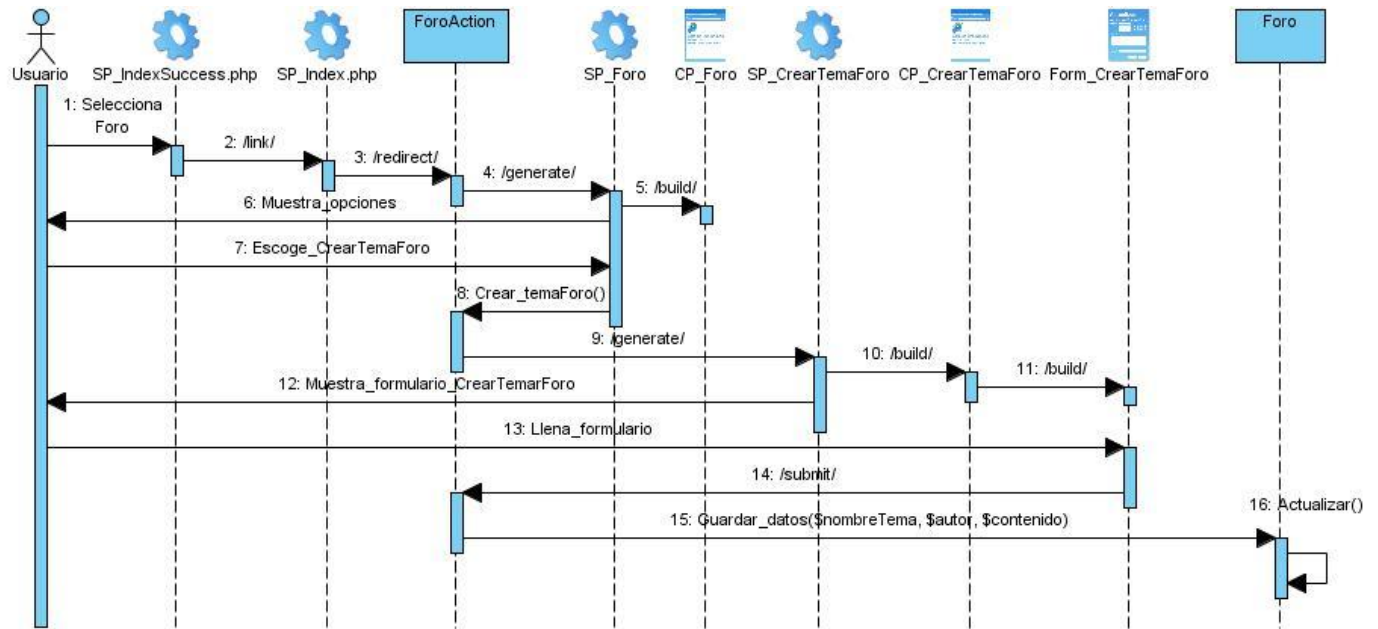 ForoAction
Foro
Usuario
SP_IndexSuccess.php
SP_Index.php
SP_Foro
CP_Foro
SP_CrearTemaForo
CP_CrearTemaForo
Form_CrearTemaForo
1: Selecciona
Foro
2: /link/
3: /redirect/
4: /generate/
5: /build/
6: Muestra_opciones
7: Escoge_CrearTemaForo
8: Crear_temaForo()
9: /generate/
10: /build/
11: /build/
12: Muestra_formulario_CrearTemarForo
13: Llena_formulario
14: /submit/
15: Guardar_datos($nombreTema, $autor, $contenido)
16: Actualizar()